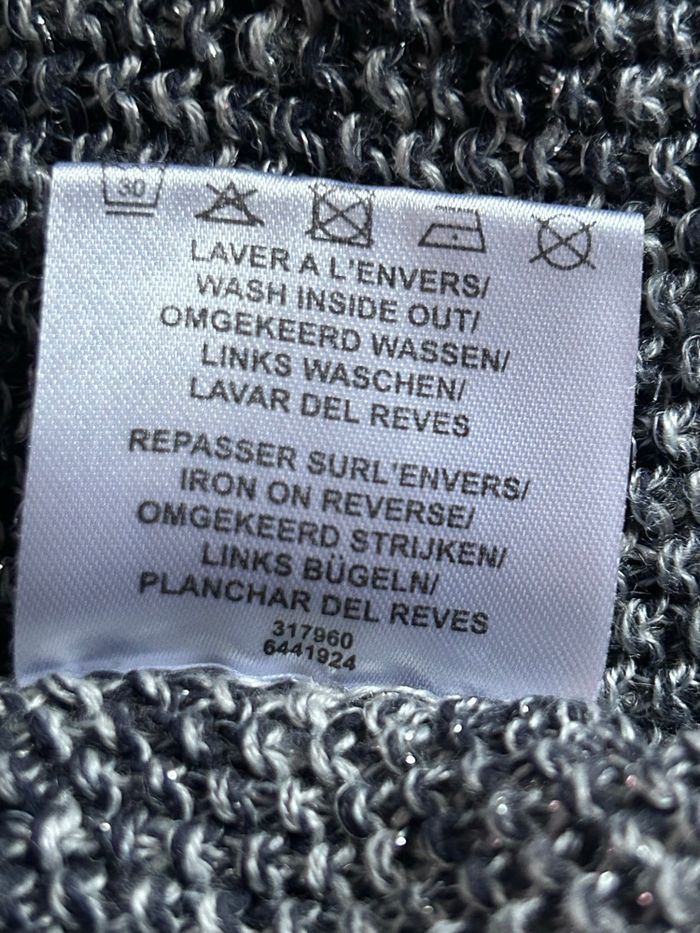 30
LAVER A L'ENVERS/
WASH INSIDE OUT/
OMGEKEERD WASSEN/
LINKS WASCHEN/
LAVAR DEL REVES
REPASSER SURL'ENVERS/
IRON ON REVERSE/
OMGEKEERD STRIJKEN/
LINKS BÜGELN/
PLANCHAR DEL REVES
317960
6441924